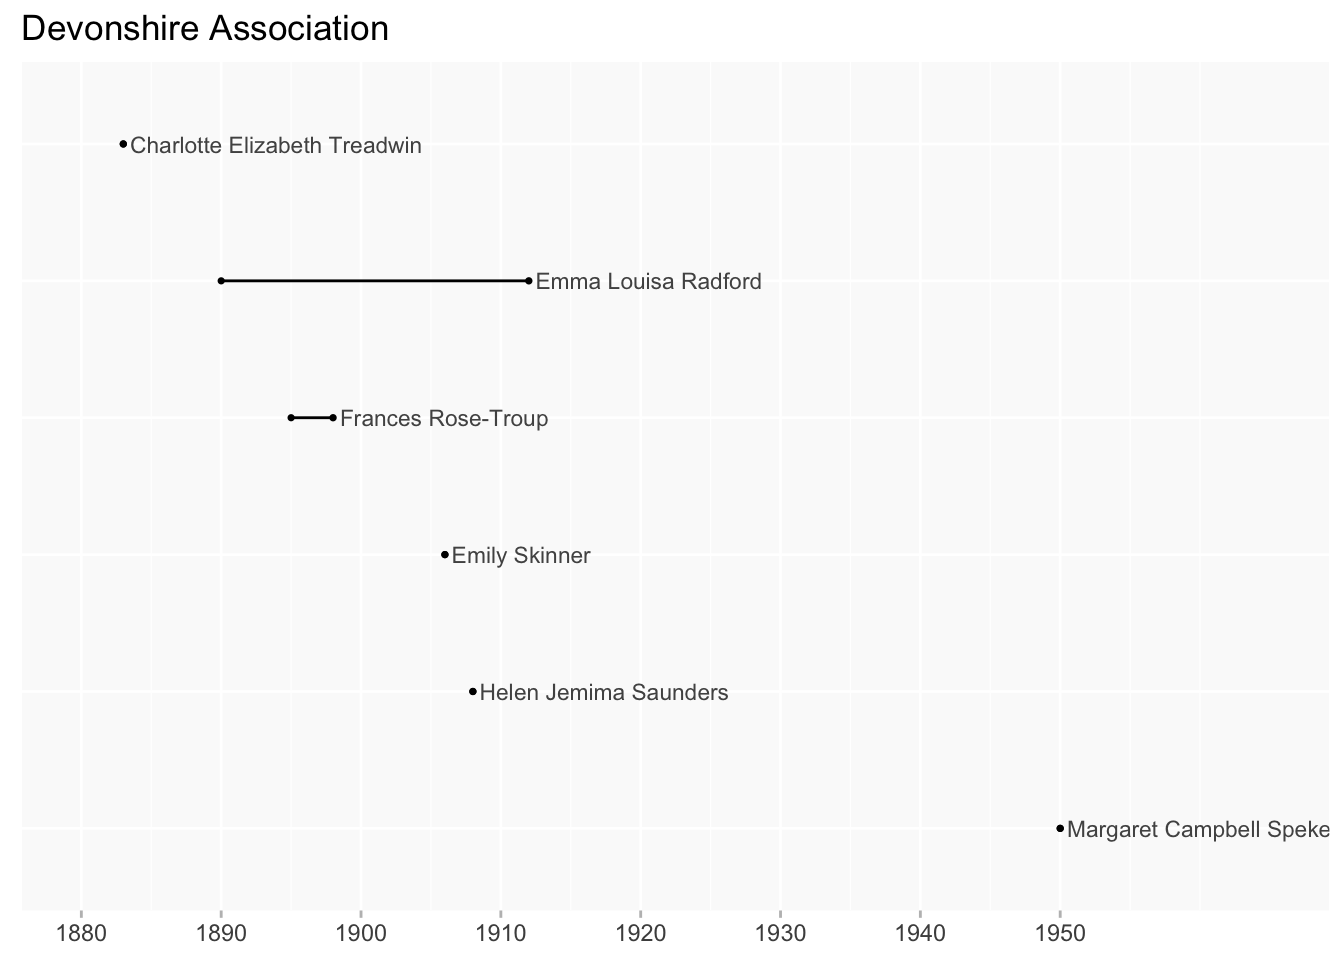 Devonshire Association
Charlotte Elizabeth Treadwin
Emma Louisa Radford
Frances Rose-Troup
Emily Skinner
Helen Jemima Saunders
Margaret Campbell Speke
1880 1890 1900 1910 1920 1930 1940 1950